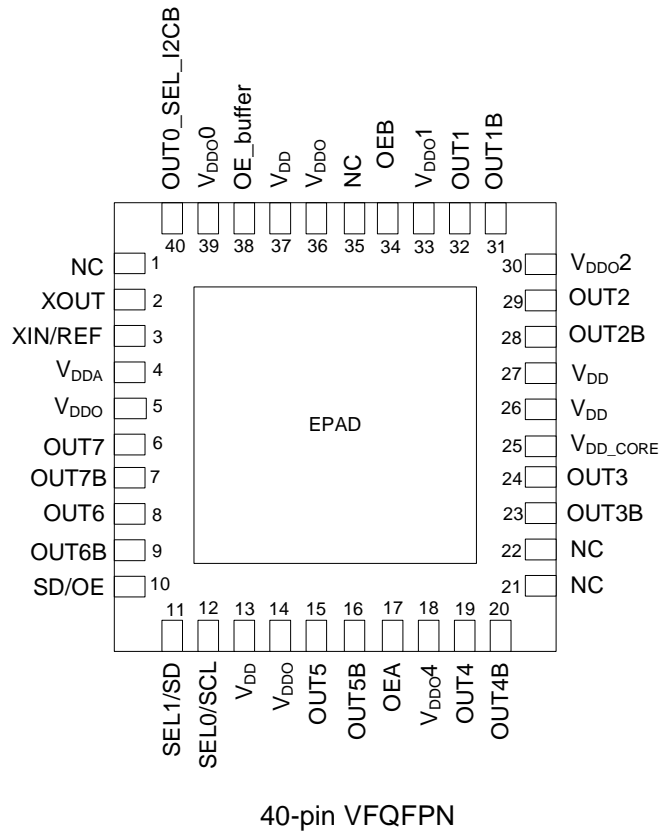 OUT0_SEL_I2CB
VDDO0
OE_buffer
VDD
VDDO
NC
OEB
VDDO1
OUT1
OUT1B
40 39 38 37 36 35 34 33 32 31
NC 1
XOUT 2
XIN/REF 3
VDDA 4
VDDO 5
OUT7 6
OUT7B 7
OUT6 8
OUT6B 9
SD/OE 10
EPAD
30 VDDO2
29 OUT2
28 OUT2B
27 VDD
26 VDD
25 VDD_CORE
24 OUT3
23 OUT3B
22 NC
21 NC
11 12 13 14 15 16 17 18 19 20
SEL1/SD
SEL0/SCL
VDD
VDDO
OUT5
OUT5B
OEA
VDDO4
OUT4
OUT4B
40-pin VFQFPN